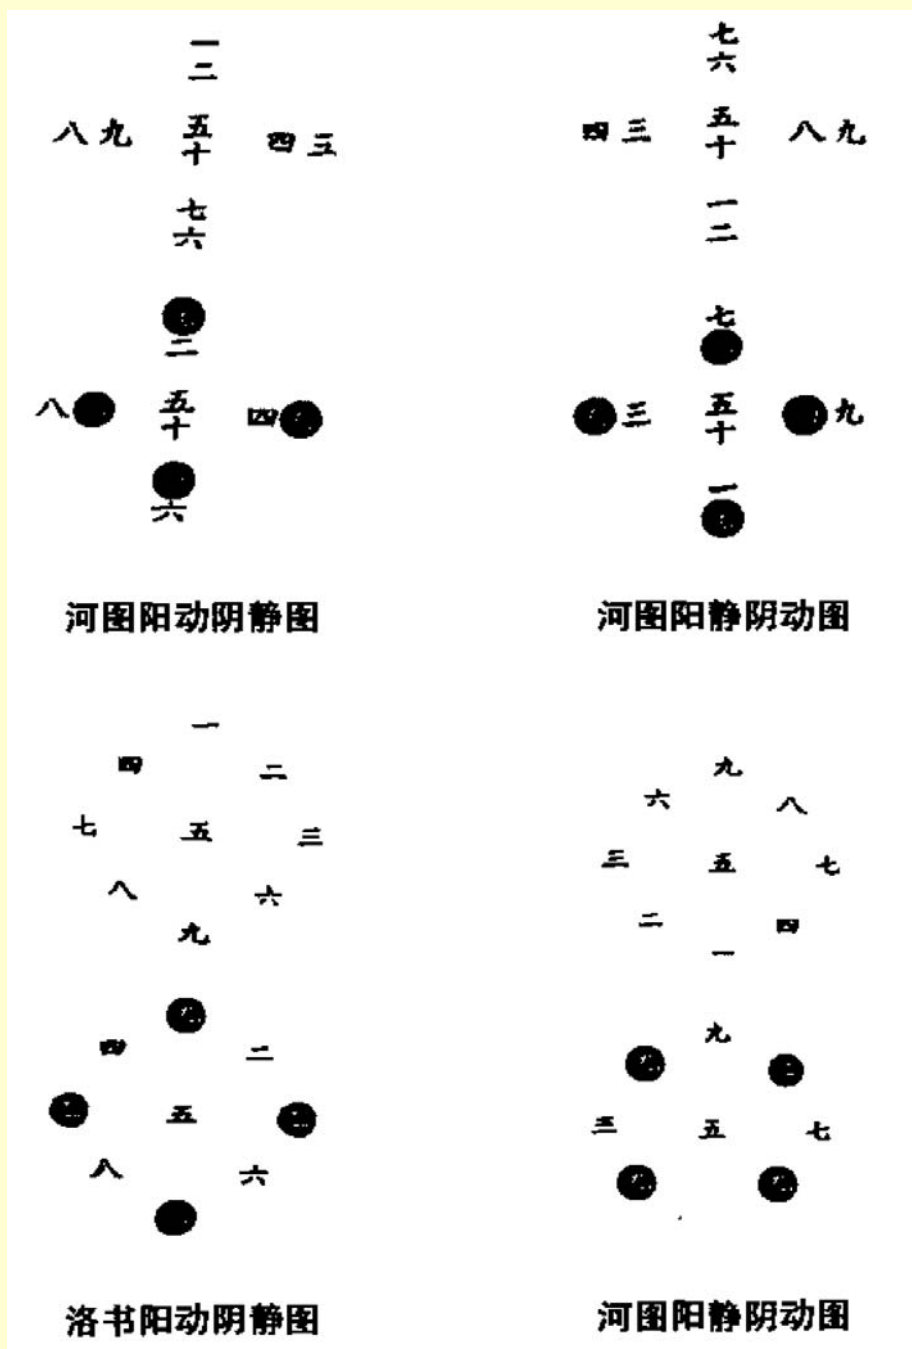 一
二
八 九 五 四 三
十
七
六
二
八 五 四
十
六
河图阳动阴静图
七
六
四 三 五 八 九
十
一
二
七
三 五 九
十
一
河图阳静阴动图
一
四 二
七 五 三
八 六
九
四 二
五
八 六
洛书阳动阴静图
九
六 八
三 五 七
二 四
一
九
三 五 七
河图阳静阴动图